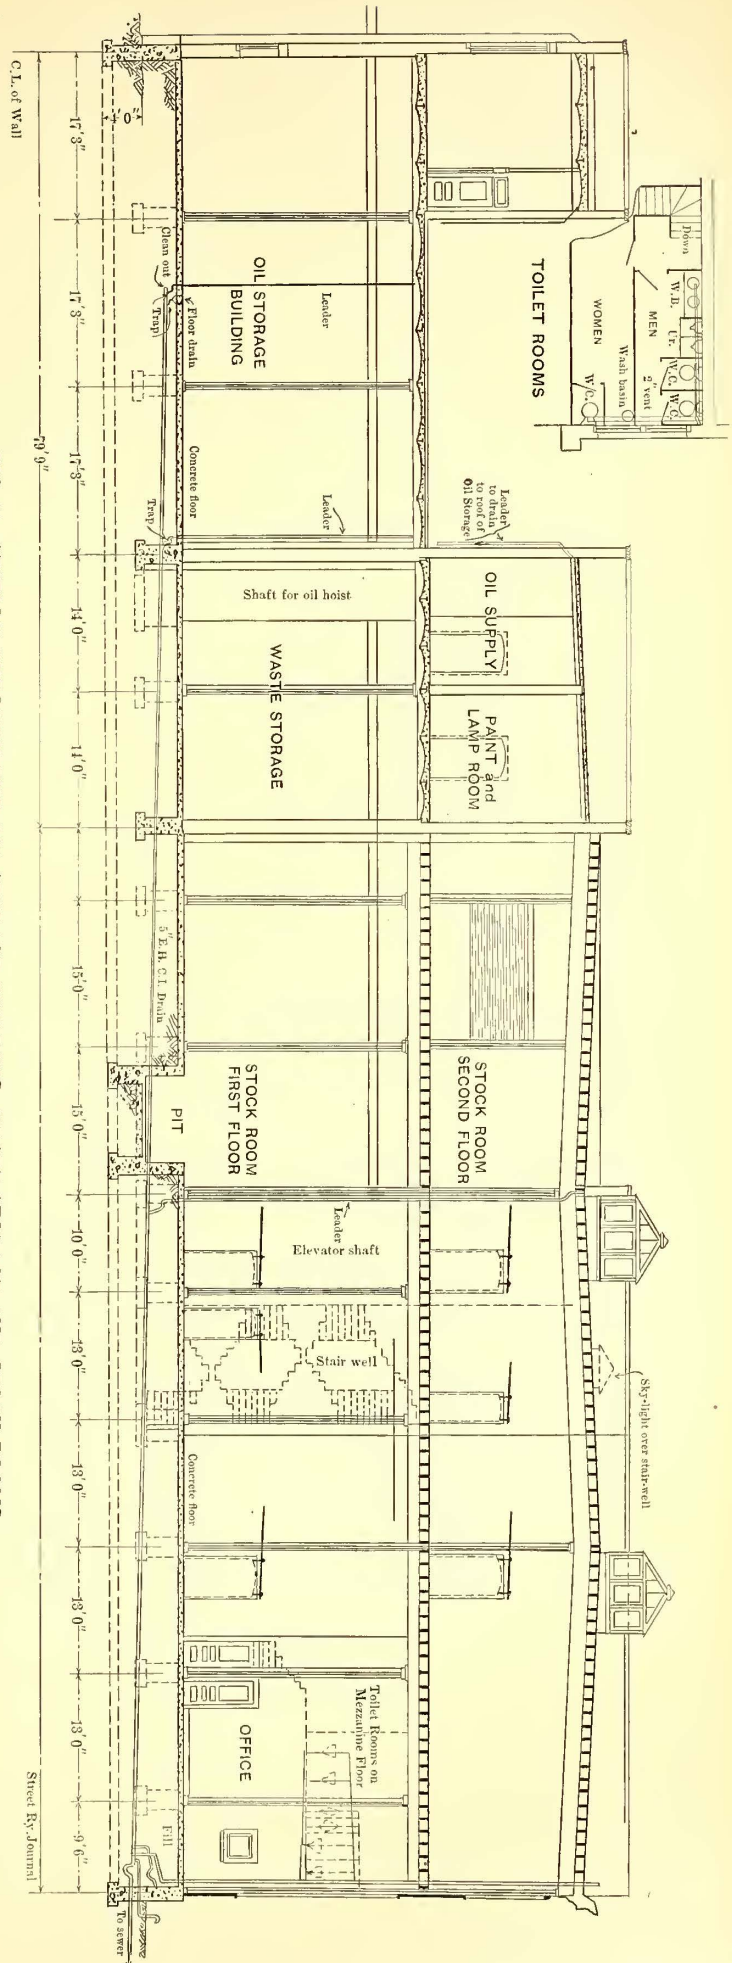 Down
W.B.
Ur.
W.C.
W.C.
MEN
2" vent
Wash basin
WOMEN
W.C.
TOILET ROOMS
Leader
to drain
to roof of
Oil Storage
OIL SUPPLY
PAINT and
LAMP ROOM
STOCK ROOM
SECOND FLOOR
Sky-light over stair-well
OIL STORAGE
BUILDING
Leader
Leader
Shaft for oil hoist
WASTE STORAGE
STOCK ROOM
FIRST FLOOR
Leader
Elevator shaft
Stair well
Toilet Rooms on
Mezzanine Floor
OFFICE
Clean out
Trap
Floor drain
Concrete floor
Trap
5" E.H. C.I. Drain
PIT
Concrete floor
Fill
To sewer
17'3"
17'3"
17'3"
14'0"
14'0"
15'0"
15'0"
10'0"
13'0"
13'0"
13'0"
13'0"
9'6"
79'9"
C.L. of Wall
Street Ry. Journal